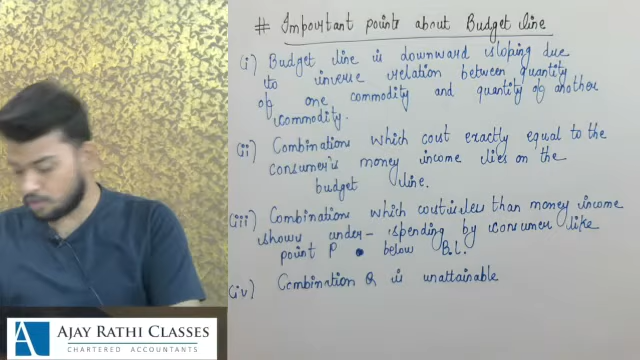 # Important points about Budget line
(i) Budget line is downward sloping due
to inverse relation between quantity
of one commodity and quantity of another
commodity.
(ii) Combinations which cost exactly equal to the
consumer's money income lies on the
budget line.
(iii) Combinations which cost is less than money income
shows under-spending by consumer like
point P below B.L.
(iv) Combination Q is unattainable
A
AJAY RATHI CLASSES
CHARTERED ACCOUNTANTS